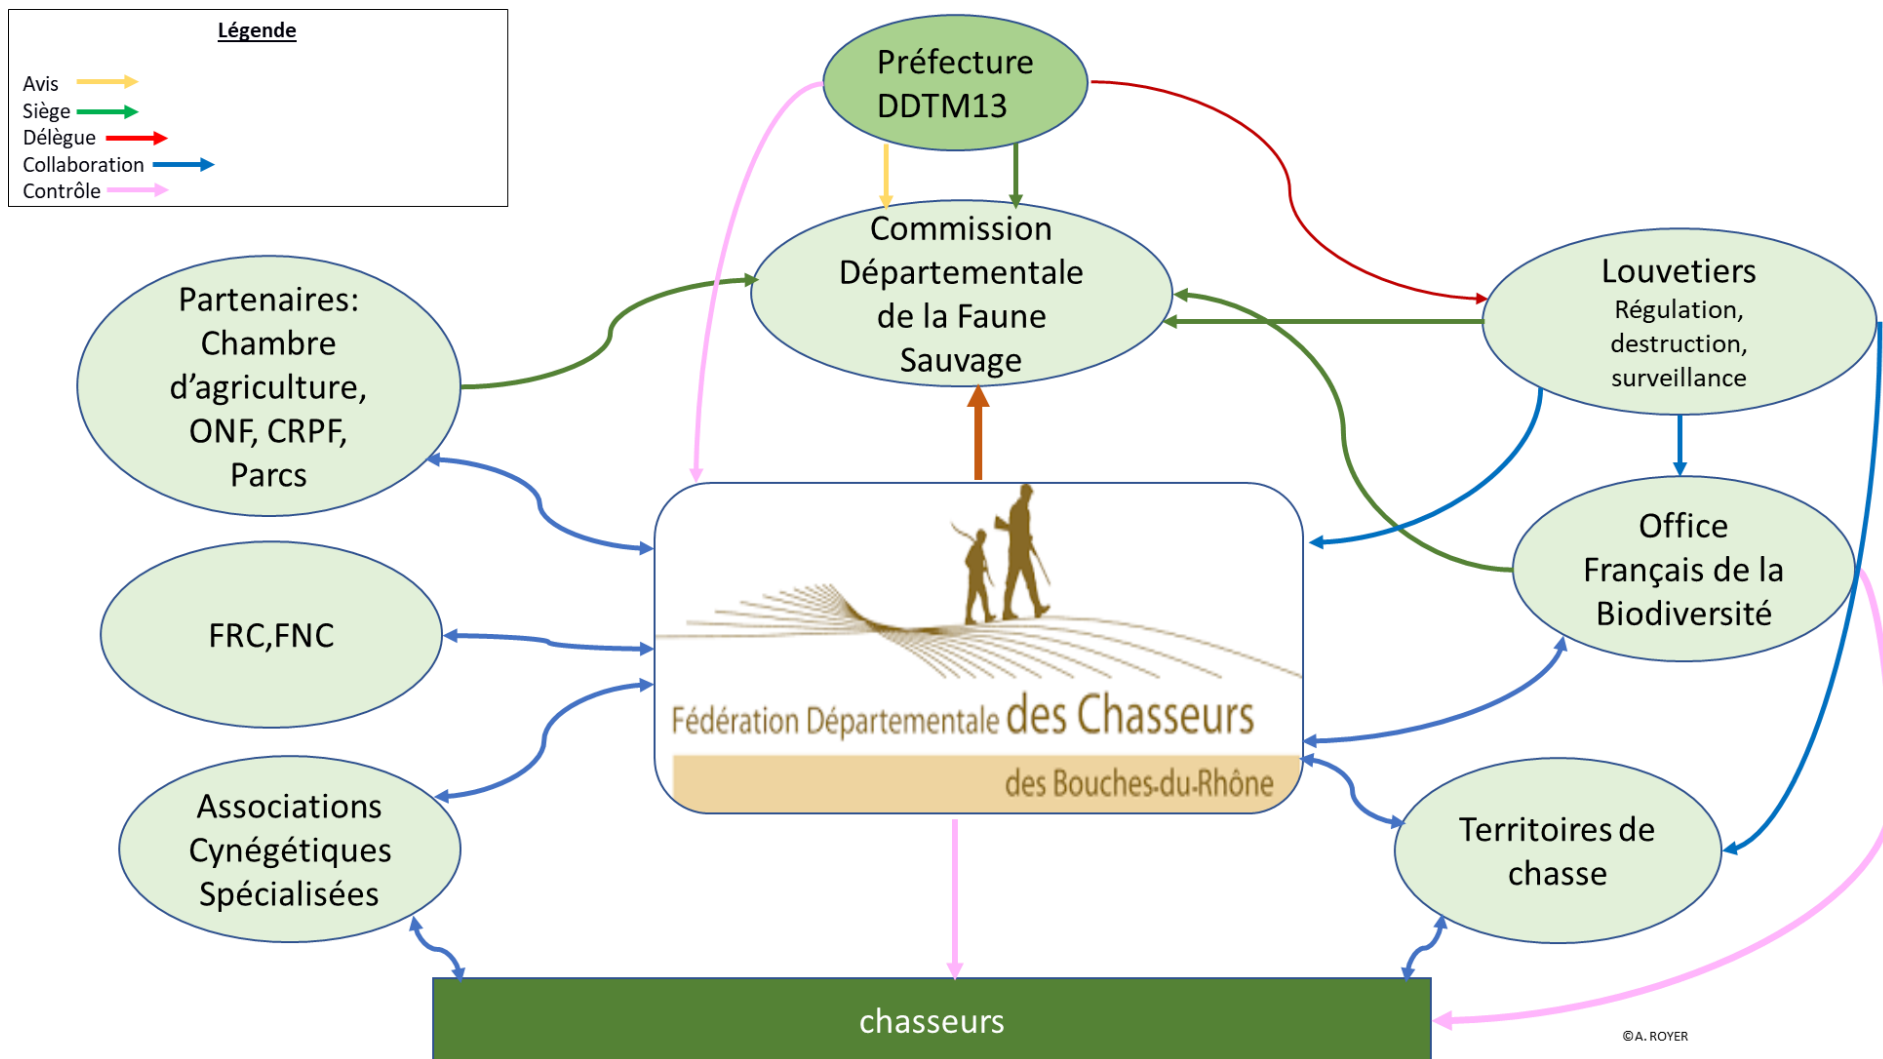 Légende
Avis
Siège
Délègue
Collaboration
Contrôle
Préfecture
DDTM13
Commission
Départementale
de la Faune
Sauvage
Louvetiers
Régulation,
destruction,
surveillance
Partenaires:
Chambre
d’agriculture,
ONF, CRPF,
Parcs
Office
Français de la
Biodiversité
FRC,FNC
Fédération Départementale des Chasseurs
des Bouches-du-Rhône
Associations
Cynégétiques
Spécialisées
Territoires de
chasse
chasseurs
©A. ROYER